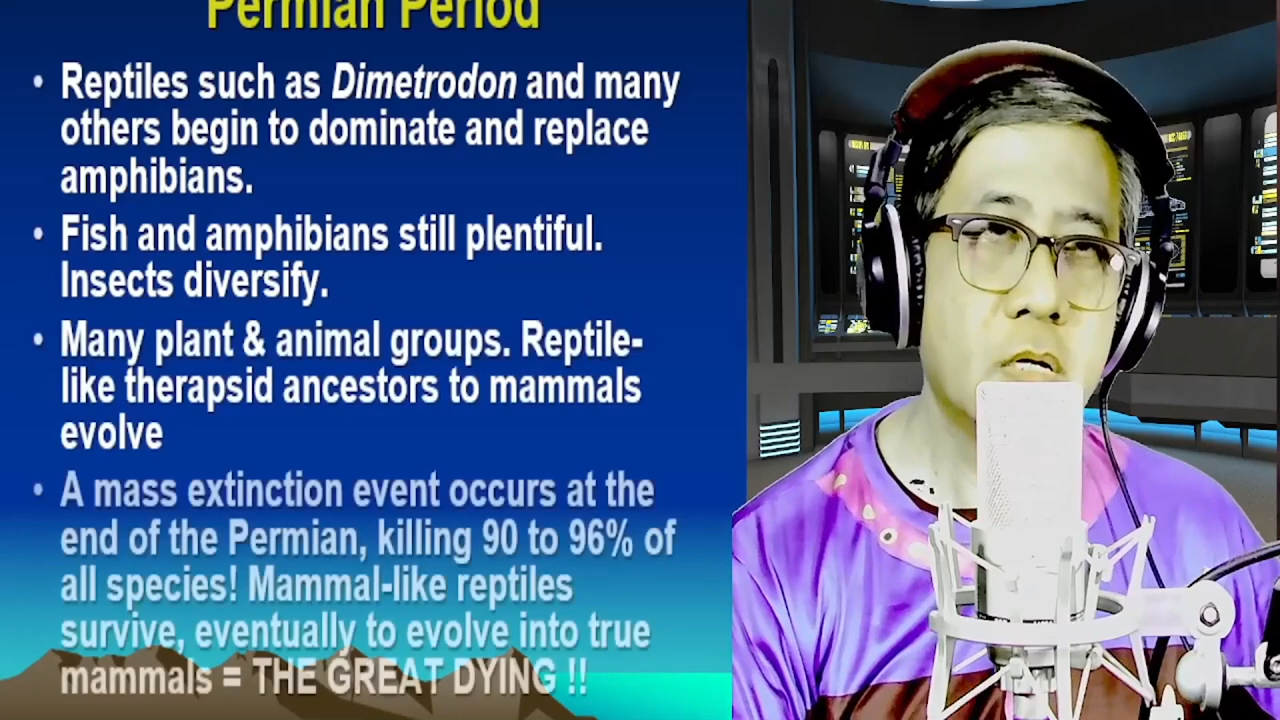 Permian Period
• Reptiles such as Dimetrodon and many
others begin to dominate and replace
amphibians.
• Fish and amphibians still plentiful.
Insects diversify.
• Many plant & animal groups. Reptile-
like therapsid ancestors to mammals
evolve
• A mass extinction event occurs at the
end of the Permian, killing 90 to 96% of
all species! Mammal-like reptiles
survive, eventually to evolve into true
mammals = THE GREAT DYING !!